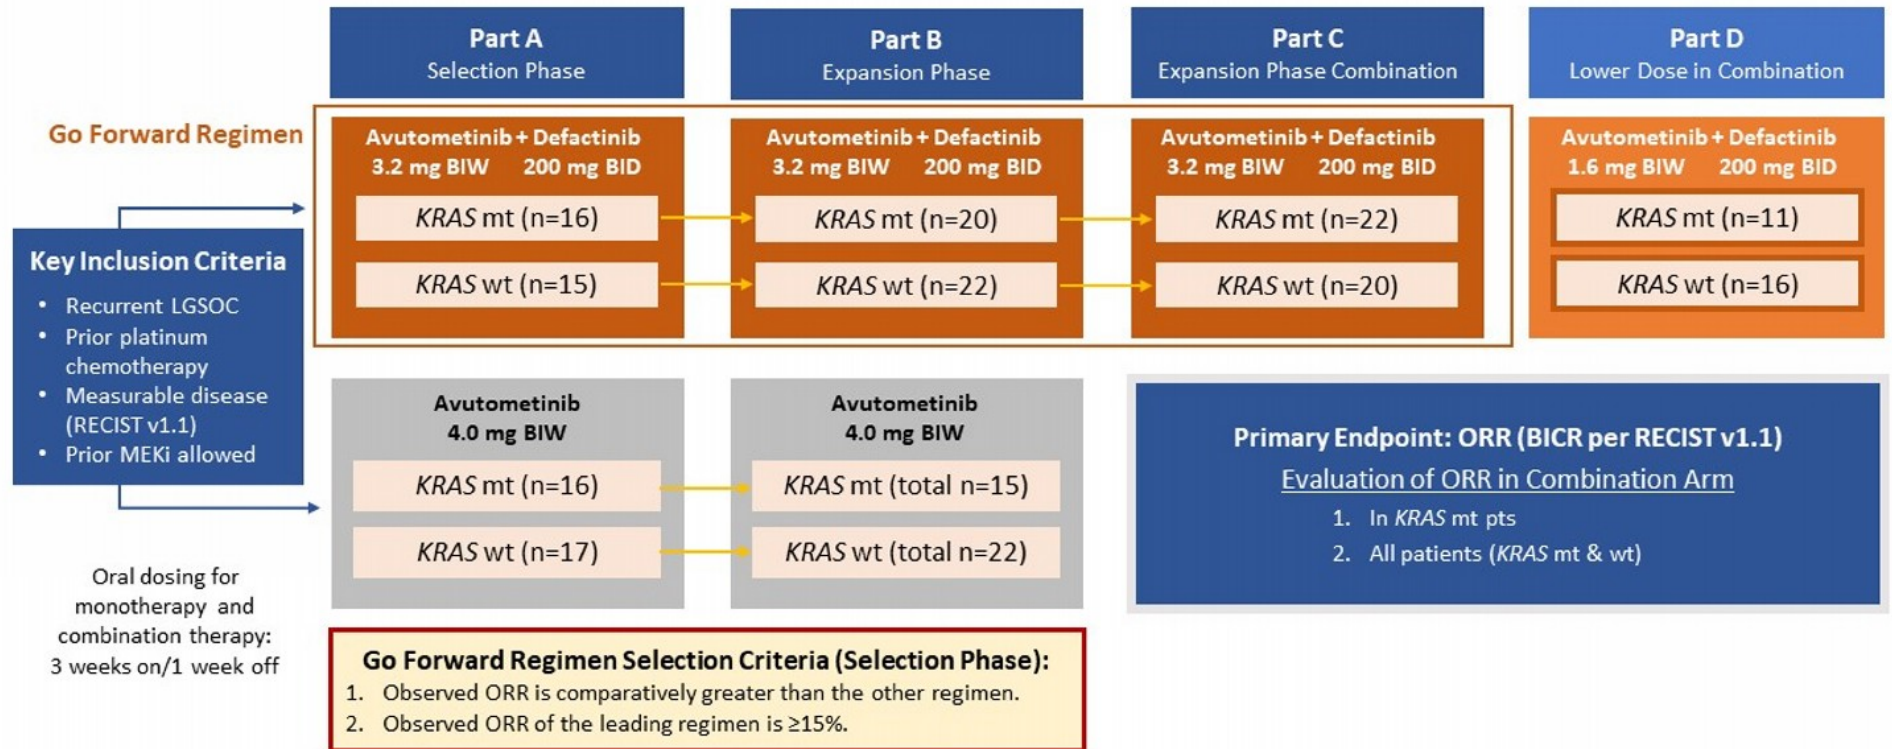 Part A
Selection Phase
Part B
Expansion Phase
Part C
Expansion Phase Combination
Part D
Lower Dose in Combination
Go Forward Regimen
Avutometinib + Defactinib
3.2 mg BIW 200 mg BID
KRAS mt (n=16)
KRAS wt (n=15)
Avutometinib + Defactinib
3.2 mg BIW 200 mg BID
KRAS mt (n=20)
KRAS wt (n=22)
Avutometinib + Defactinib
3.2 mg BIW 200 mg BID
KRAS mt (n=22)
KRAS wt (n=20)
Avutometinib + Defactinib
1.6 mg BIW 200 mg BID
KRAS mt (n=11)
KRAS wt (n=16)
Key Inclusion Criteria
• Recurrent LGSOC
• Prior platinum
chemotherapy
• Measurable disease
(RECIST v1.1)
• Prior MEKi allowed
Oral dosing for
monotherapy and
combination therapy:
3 weeks on/1 week off
Avutometinib
4.0 mg BIW
KRAS mt (n=16)
KRAS wt (n=17)
Avutometinib
4.0 mg BIW
KRAS mt (total n=15)
KRAS wt (total n=22)
Primary Endpoint: ORR (BICR per RECIST v1.1)
Evaluation of ORR in Combination Arm
1. In KRAS mt pts
2. All patients (KRAS mt & wt)
Go Forward Regimen Selection Criteria (Selection Phase):
1. Observed ORR is comparatively greater than the other regimen.
2. Observed ORR of the leading regimen is ≥15%.